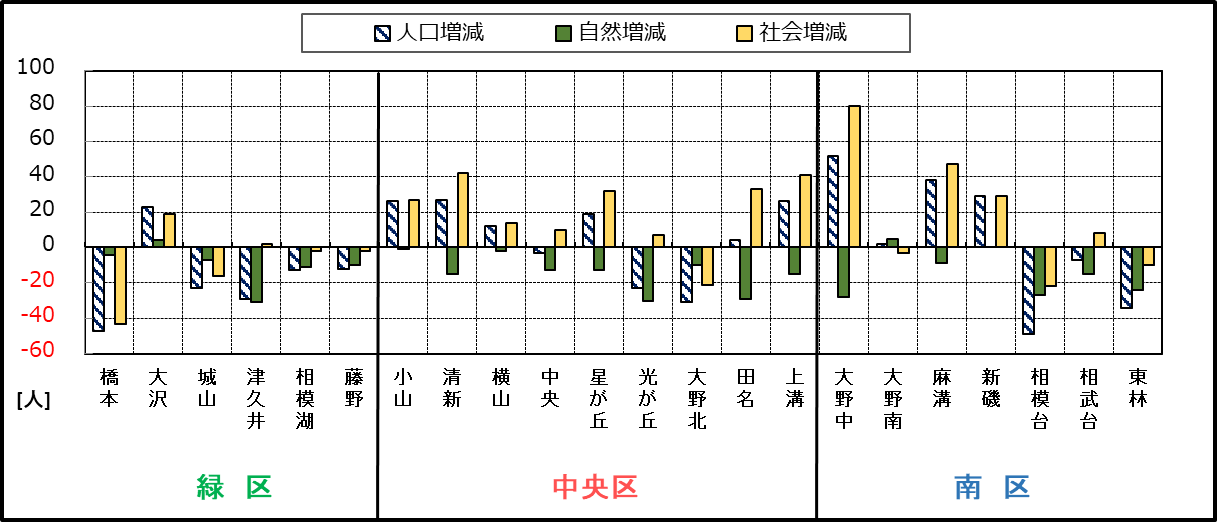 人口増減 自然増減 社会増減
100
80
60
40
20
0
-20
-40
-60
[人]
橋本 大沢 城山 津久井 相模湖 藤野 小山 清新 横山 中央 星が丘 光が丘 大野北 田名 上溝 大野中 大野南 麻溝 新磯 相模台 相武台 東林
緑 区 中央区 南 区